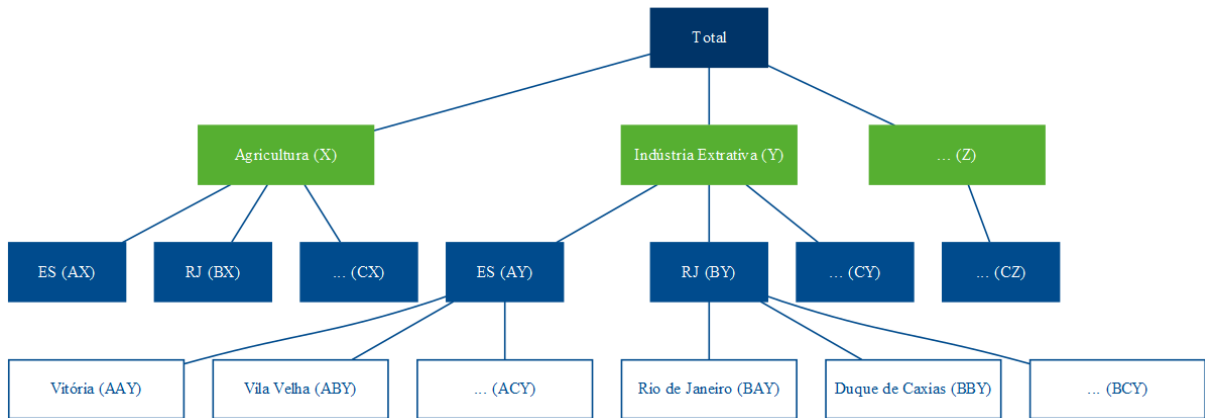 Total
Agricultura (X)
Indústria Extrativa (Y)
... (Z)
ES (AX)
RJ (BX)
... (CX)
ES (AY)
RJ (BY)
... (CY)
... (CZ)
Vitória (AAY)
Vila Velha (ABY)
... (ACY)
Rio de Janeiro (BAY)
Duque de Caxias (BBY)
... (BCY)